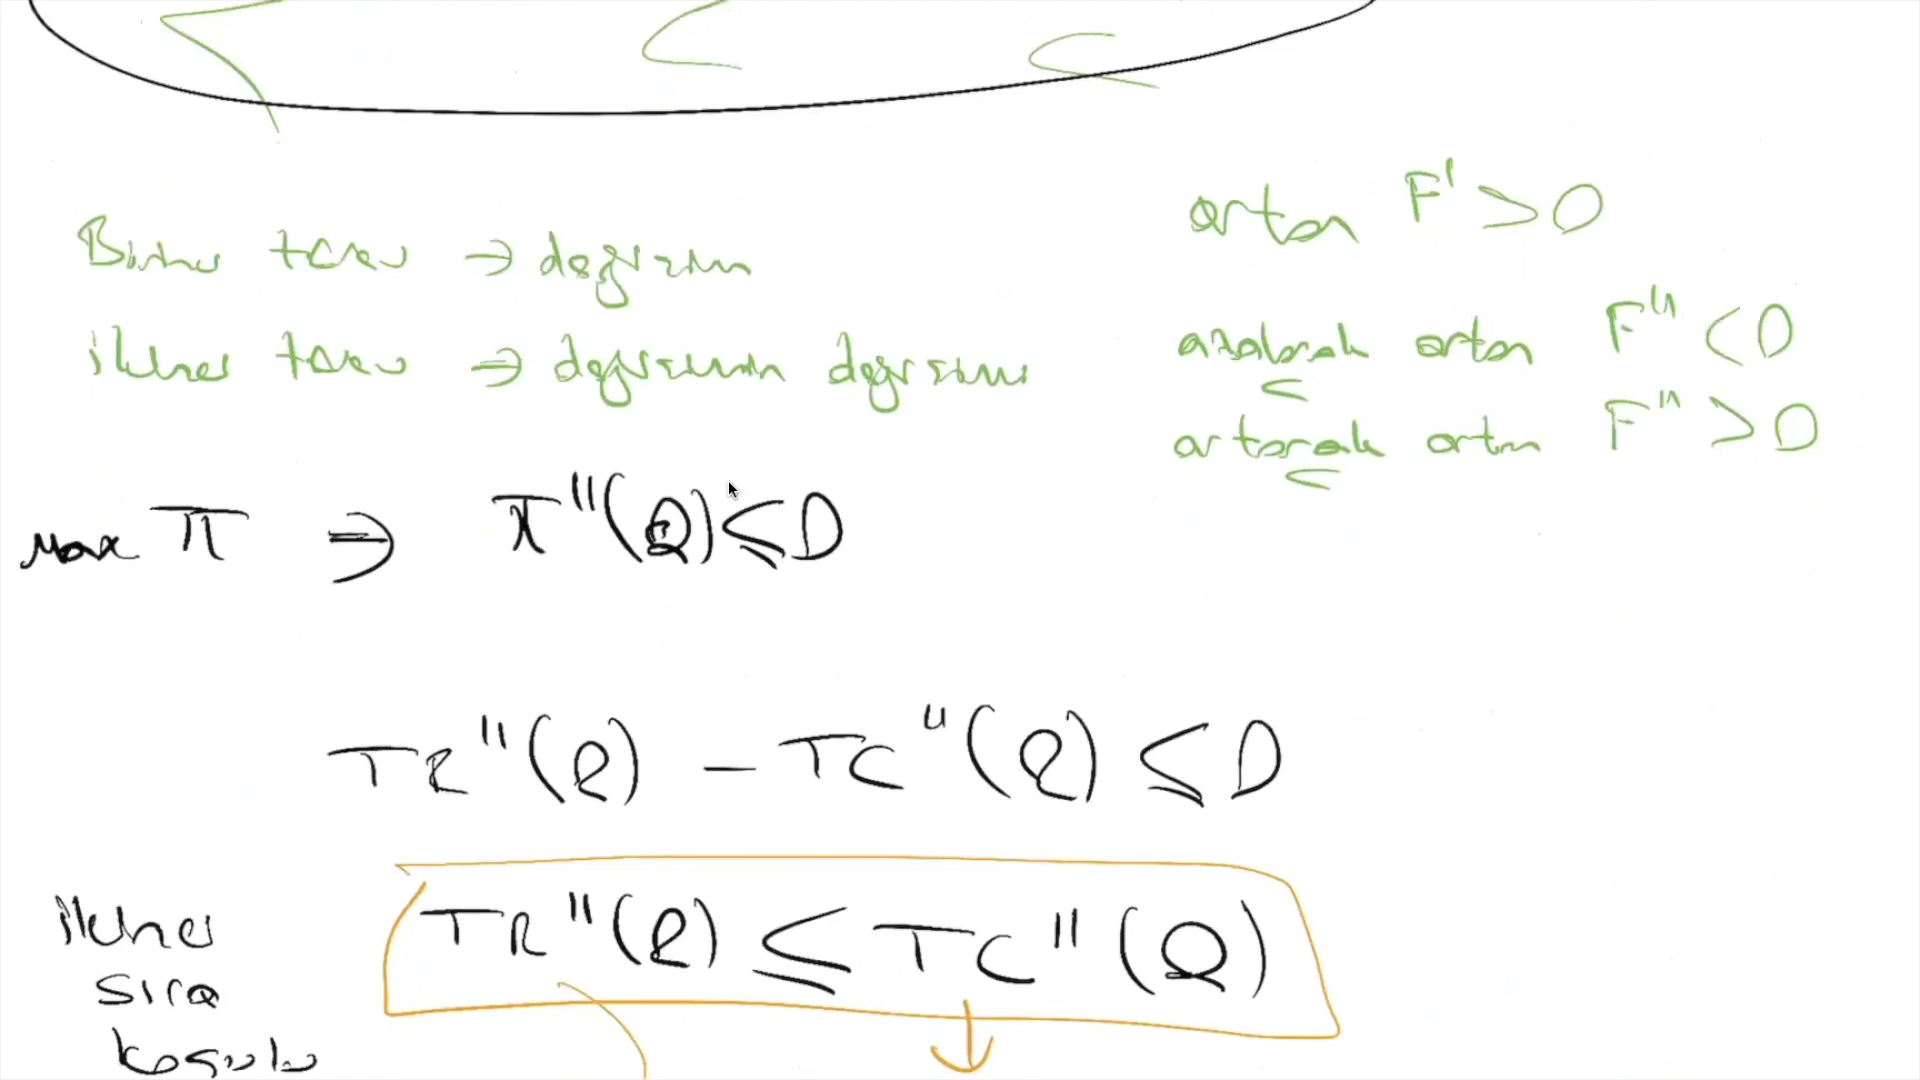 Birinci türev → değişim
artan F' > 0
ikinci türev → değişimin değişimi
azalarak artan F'' < 0
artarak artan F'' > 0
Max π ⇒ π''(Q) ≤ 0
TR''(Q) - TC''(Q) ≤ 0
TR''(Q) ≤ TC''(Q)
ikinci
sıra
koşulu